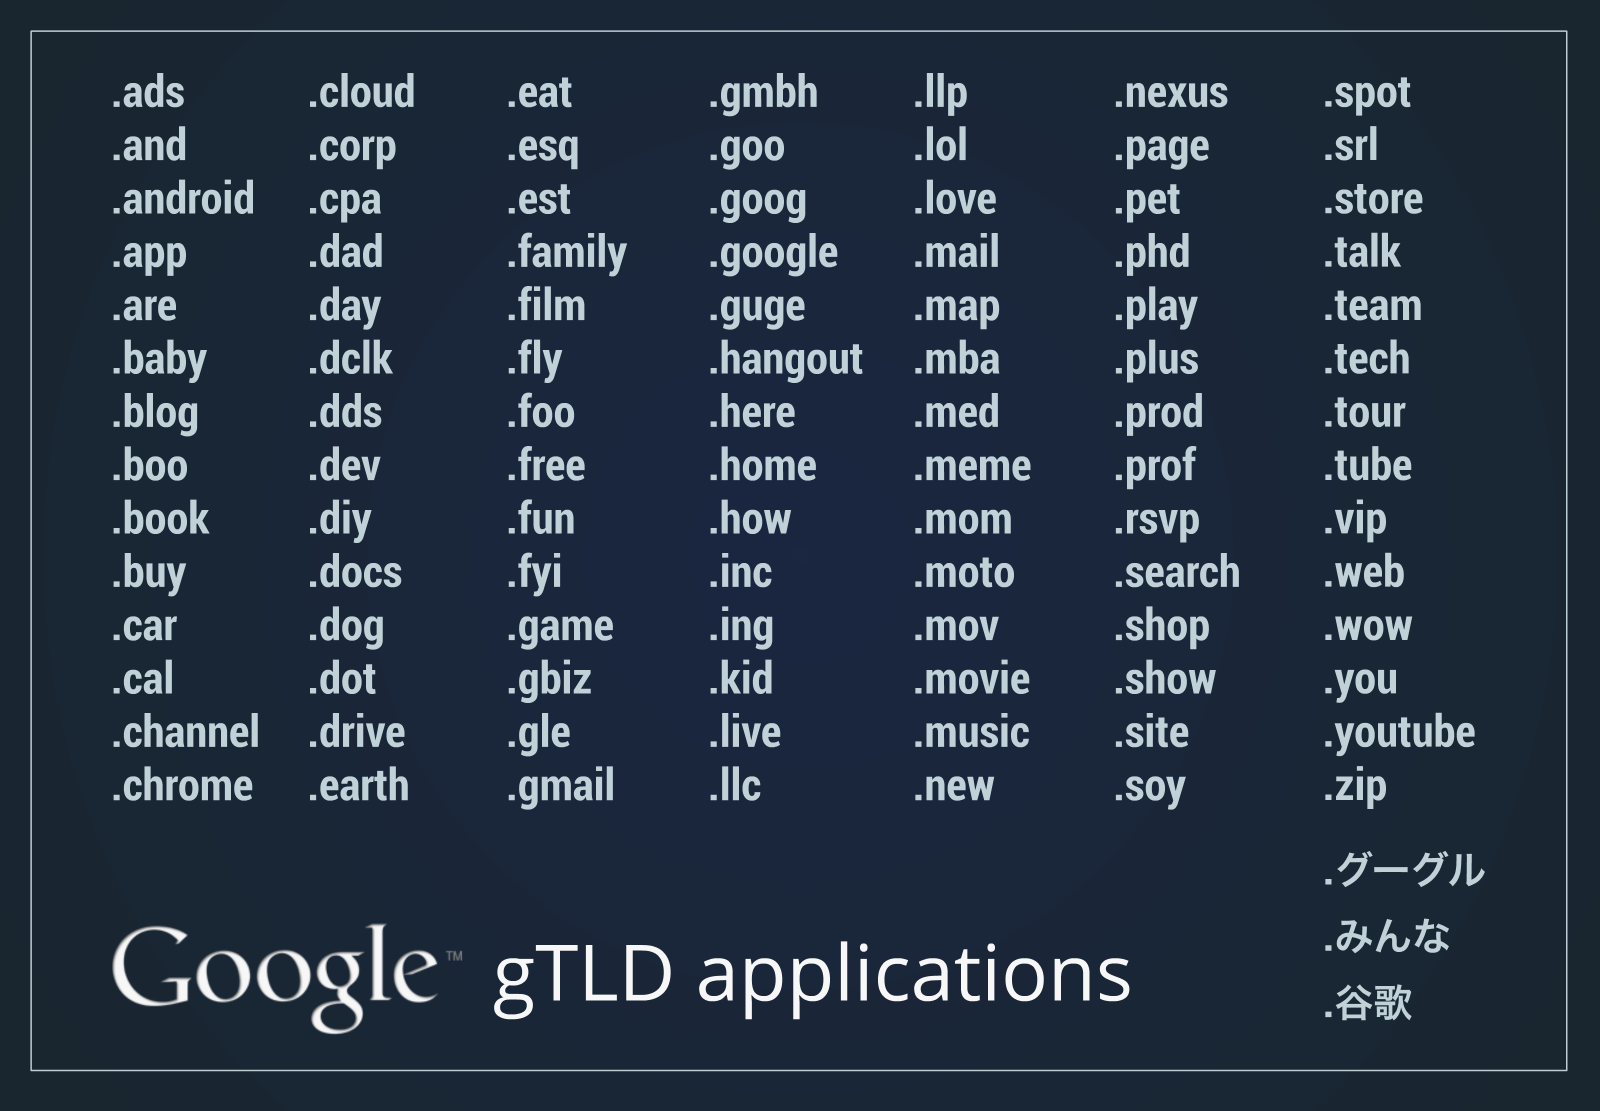 .ads
.and
.android
.app
.are
.baby
.blog
.boo
.book
.buy
.car
.cal
.channel
.chrome
.cloud
.corp
.cpa
.dad
.day
.dclk
.dds
.dev
.diy
.docs
.dog
.dot
.drive
.earth
.eat
.esq
.est
.family
.film
.fly
.foo
.free
.fun
.fyi
.game
.gbiz
.gle
.gmail
.gmbh
.goo
.goog
.google
.guge
.hangout
.here
.home
.how
.inc
.ing
.kid
.live
.llc
.llp
.lol
.love
.mail
.map
.mba
.med
.meme
.mom
.moto
.mov
.movie
.music
.new
.nexus
.page
.pet
.phd
.play
.plus
.prod
.prof
.rsvp
.search
.shop
.show
.site
.soy
.spot
.srl
.store
.talk
.team
.tech
.tour
.tube
.vip
.web
.wow
.you
.youtube
.zip
.グーグル
.みんな
.谷歌
Google™ gTLD applications